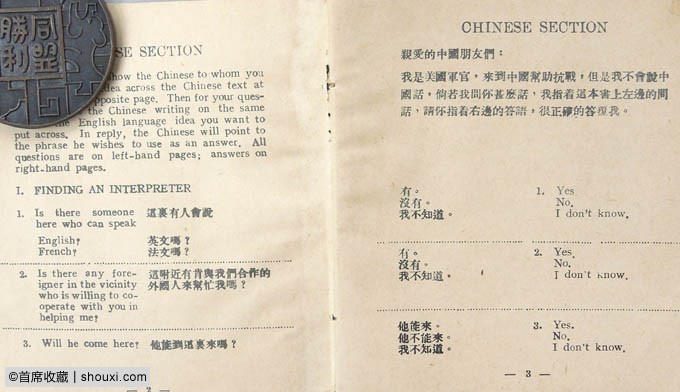 同盟
勝利
SE SECTION
the Chinese to whom you
across the Chinese text at
page. Then for your ques-
the Chinese writing on the same
English language idea you want to
put across. In reply, the Chinese will point to
the phrase he wishes to use as an answer. All
questions are on left-hand pages; answers on
right-hand pages.
I. FINDING AN INTERPRETER
1. Is there someone 這裏有人會說
here who can speak
English? 英文嗎？
French? 法文嗎？
2. Is there any fore- 這附近有肯與我們合作的
igner in the vicinity 外國人來幫忙我嗎？
who is willing to co-
operate with you in
helping me?
3. Will he come here? 他能到這裏來嗎？
— 2 —
CHINESE SECTION
親愛的中國朋友們：
我是美國軍官，來到中國幫助抗戰，但是我不會說中
國話，倘若我問你甚麼話，我指着這本書上左邊的問
話，請你指着右邊的答語，很正確的答覆我。
有。 1. Yes
沒有。 No.
我不知道。 I don't know.
有。 2. Yes.
沒有。 No.
我不知道。 I don't know.
他能來。 3. Yes.
他不能來。 No.
我不知道。 I don't know.
— 3 —
©首席收藏 | shouxi.com